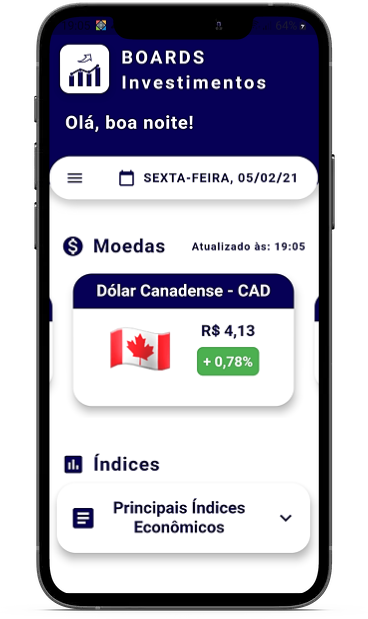 64%
BOARDS
Investimentos
Olá, boa noite!
SEXTA-FEIRA, 05/02/21
Moedas
Atualizado às: 19:05
Dólar Canadense - CAD
R$ 4,13
+ 0,78%
Índices
Principais Índices
Econômicos